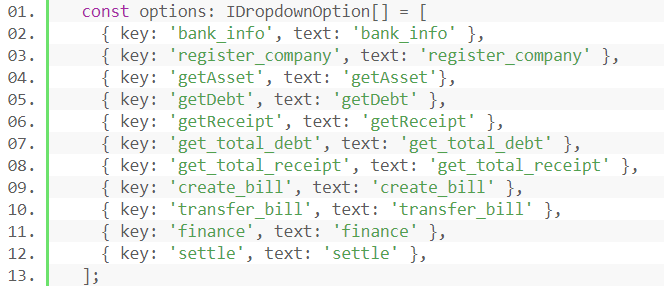 01. const options: IDropdownOption[] = [
02. { key: 'bank_info', text: 'bank_info' },
03. { key: 'register_company', text: 'register_company' },
04. { key: 'getAsset', text: 'getAsset'},
05. { key: 'getDebt', text: 'getDebt' },
06. { key: 'getReceipt', text: 'getReceipt' },
07. { key: 'get_total_debt', text: 'get_total_debt' },
08. { key: 'get_total_receipt', text: 'get_total_receipt' },
09. { key: 'create_bill', text: 'create_bill' },
10. { key: 'transfer_bill', text: 'transfer_bill' },
11. { key: 'finance', text: 'finance' },
12. { key: 'settle', text: 'settle' },
13. ];